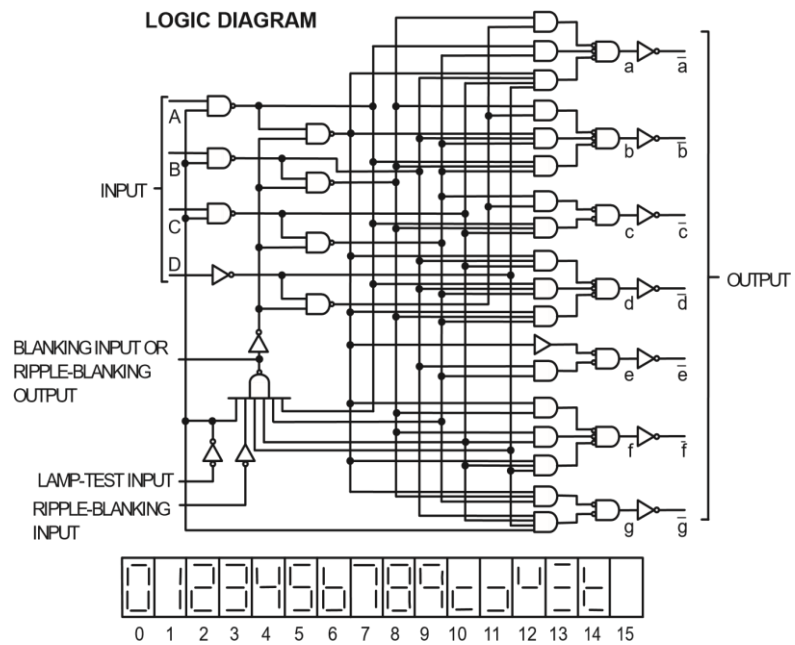 LOGIC DIAGRAM
A
B
INPUT
C
D
BLANKING INPUT OR
RIPPLE-BLANKING
OUTPUT
LAMP-TEST INPUT
RIPPLE-BLANKING
INPUT
a a̅
b b̅
c c̅
d d̅
OUTPUT
e e̅
f f̅
g g̅
0 1 2 3 4 5 6 7 8 9 10 11 12 13 14 15